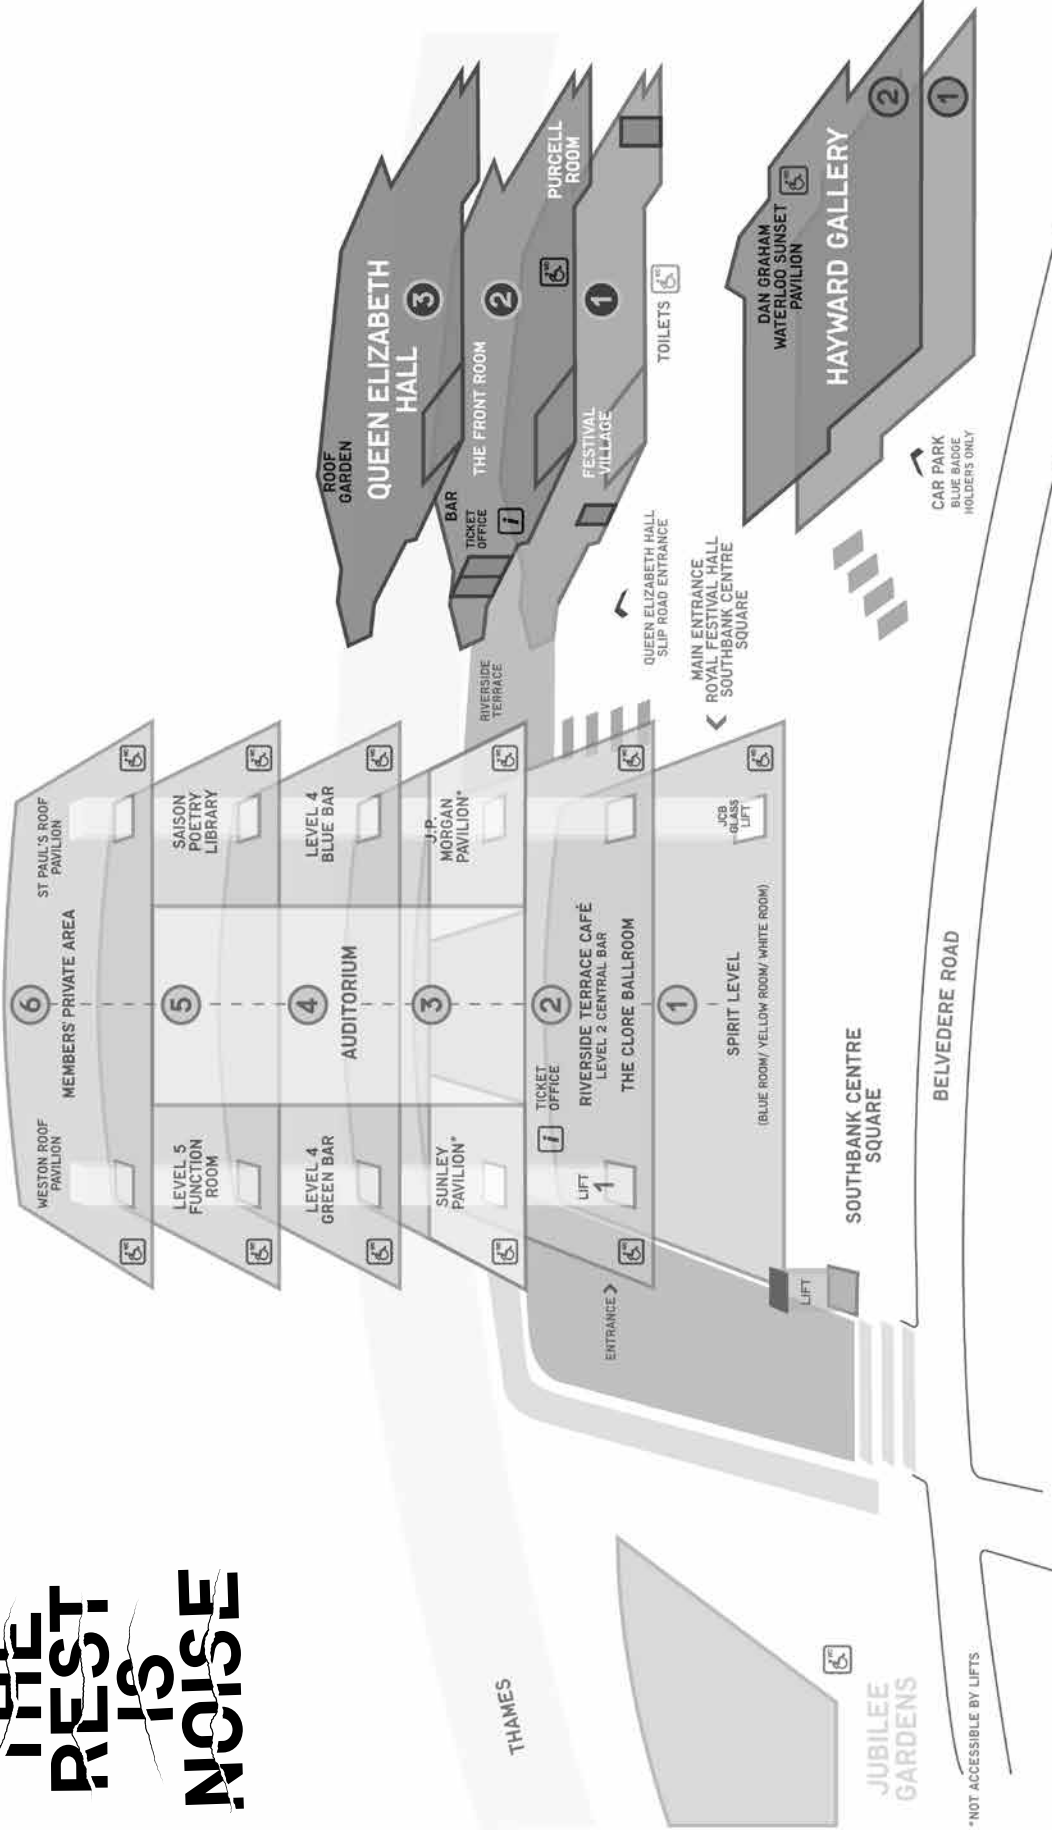 THE
REST
IS
NOISE
WESTON ROOF
PAVILION
6
MEMBERS' PRIVATE AREA
ST PAUL'S ROOF
PAVILION
LEVEL 5
FUNCTION
ROOM
5
SAISON
POETRY
LIBRARY
LEVEL 4
GREEN BAR
4
AUDITORIUM
LEVEL 4
BLUE BAR
SUNLEY
PAVILION*
3
J.P.
MORGAN
PAVILION*
LIFT
1
i
TICKET
OFFICE
2
RIVERSIDE TERRACE CAFÉ
LEVEL 2 CENTRAL BAR
THE CLORE BALLROOM
1
SPIRIT LEVEL
(BLUE ROOM/ YELLOW ROOM/ WHITE ROOM)
JCB
GLASS
LIFT
ENTRANCE
LIFT
RIVERSIDE
TERRACE
ROOF
GARDEN
QUEEN ELIZABETH
HALL
3
BAR
TICKET
OFFICE
i
THE FRONT ROOM
2
PURCELL
ROOM
FESTIVAL
VILLAGE
1
TOILETS
QUEEN ELIZABETH HALL
SLIP ROAD ENTRANCE
MAIN ENTRANCE
ROYAL FESTIVAL HALL
SOUTHBANK CENTRE
SQUARE
DAN GRAHAM
WATERLOO SUNSET
PAVILION
HAYWARD GALLERY
2
1
CAR PARK
BLUE BADGE
HOLDERS ONLY
THAMES
JUBILEE
GARDENS
SOUTHBANK CENTRE
SQUARE
BELVEDERE ROAD
*NOT ACCESSIBLE BY LIFTS